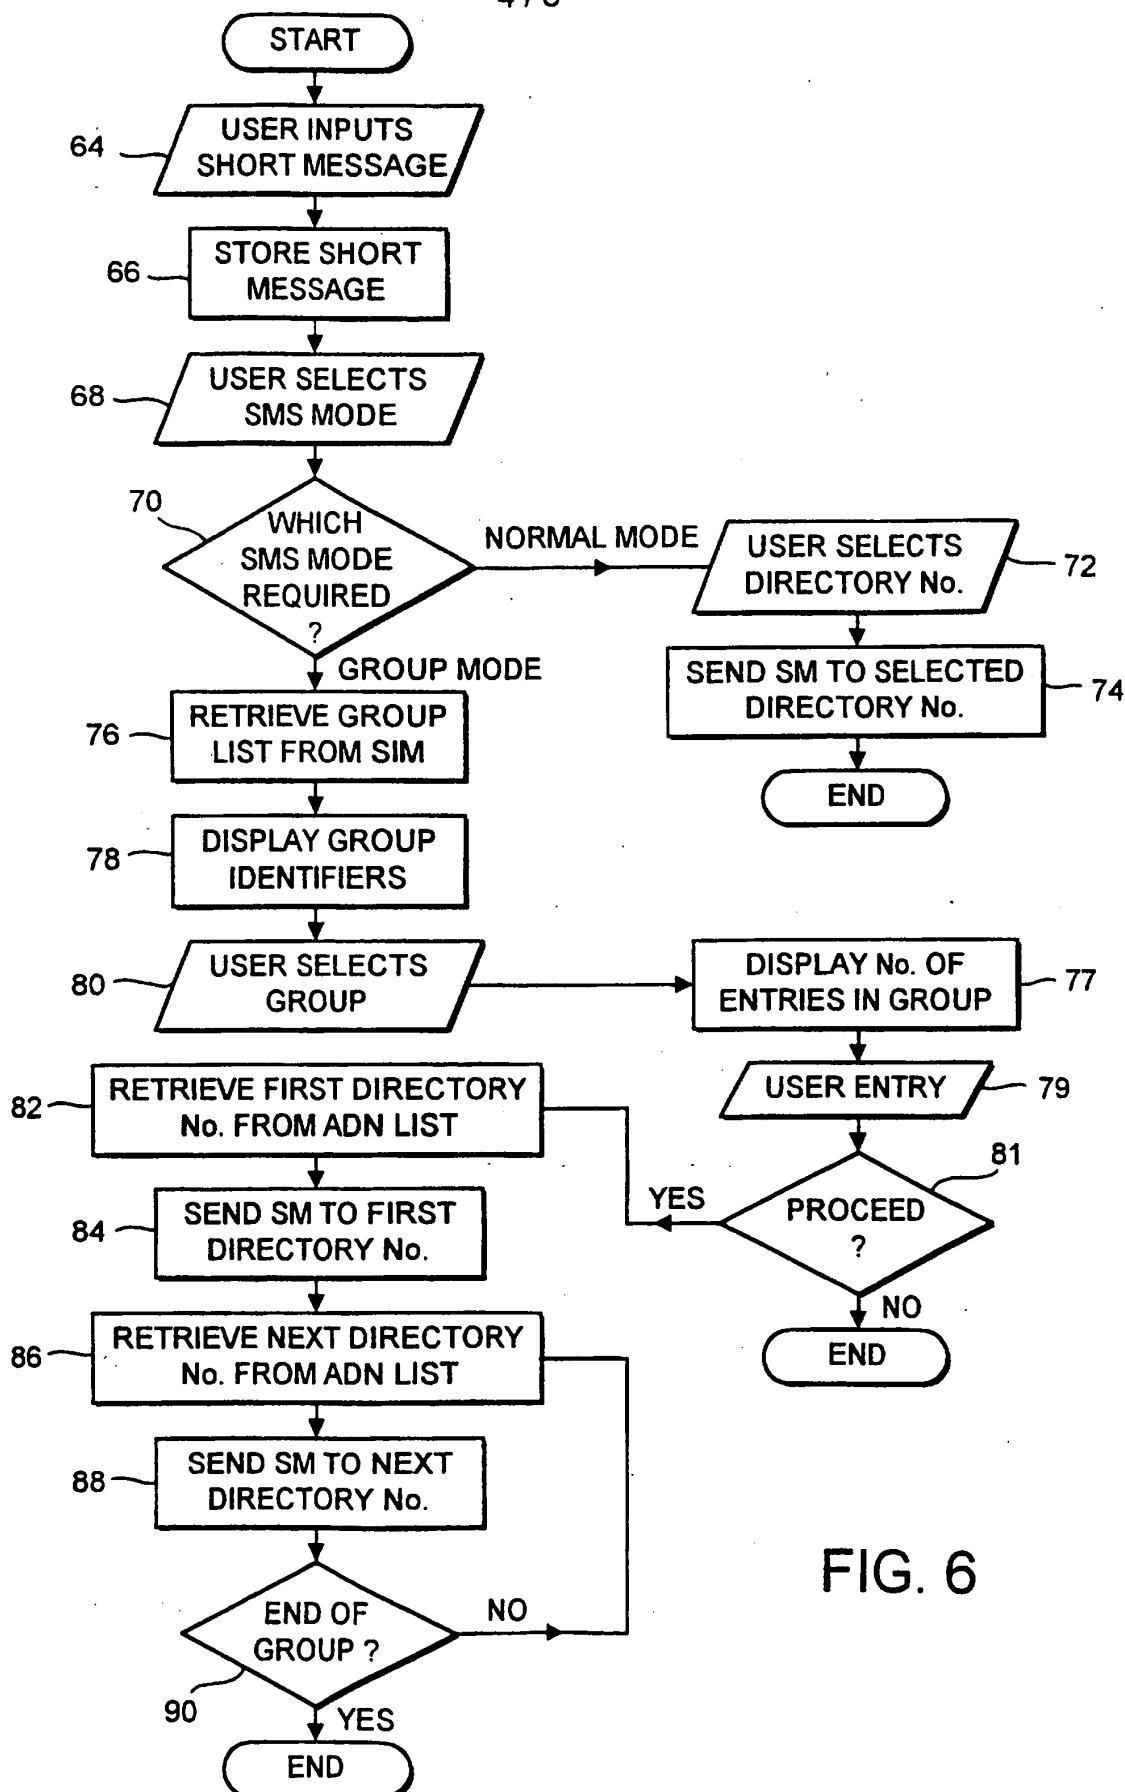 START
64
USER INPUTS
SHORT MESSAGE
66
STORE SHORT
MESSAGE
68
USER SELECTS
SMS MODE
70
WHICH
SMS MODE
REQUIRED
?
NORMAL MODE
USER SELECTS
DIRECTORY No.
72
SEND SM TO SELECTED
DIRECTORY No.
74
END
GROUP MODE
76
RETRIEVE GROUP
LIST FROM SIM
78
DISPLAY GROUP
IDENTIFIERS
80
USER SELECTS
GROUP
DISPLAY No. OF
ENTRIES IN GROUP
77
USER ENTRY
79
81
PROCEED
?
YES
NO
END
82
RETRIEVE FIRST DIRECTORY
No. FROM ADN LIST
84
SEND SM TO FIRST
DIRECTORY No.
86
RETRIEVE NEXT DIRECTORY
No. FROM ADN LIST
88
SEND SM TO NEXT
DIRECTORY No.
END OF
GROUP ?
NO
90
YES
END
FIG. 6